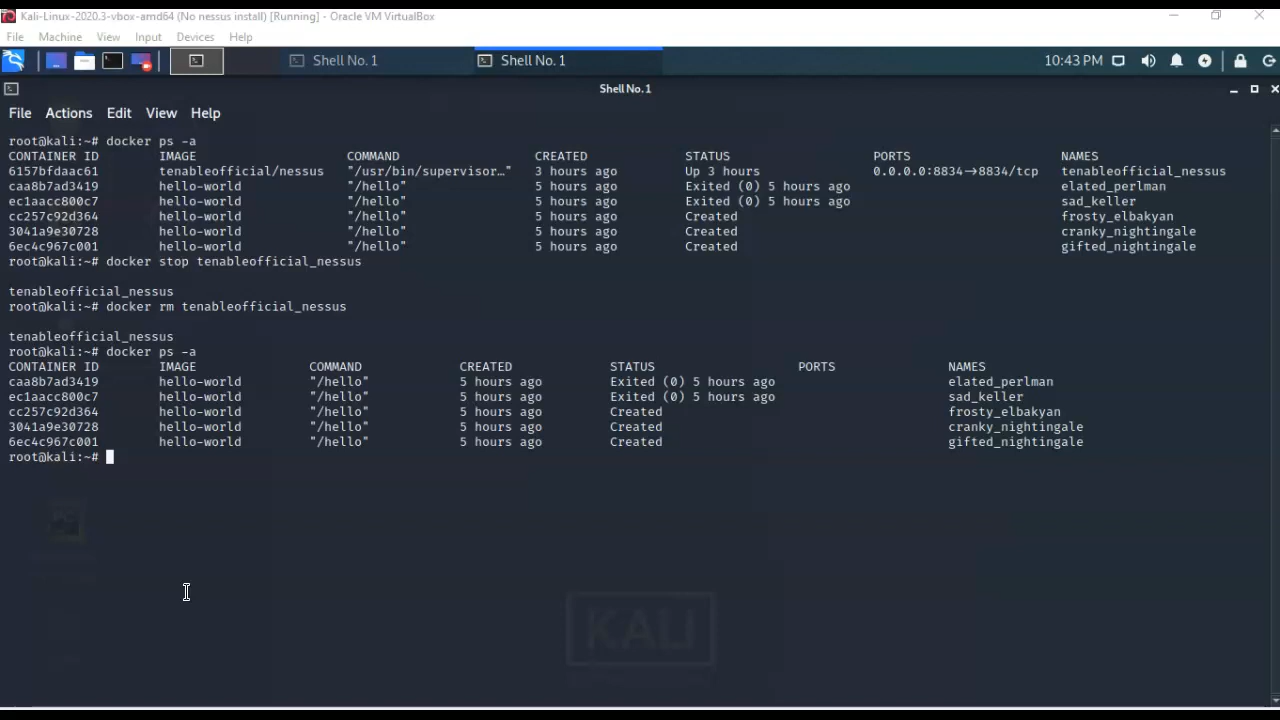 Kali-Linux-2020.3-vbox-amd64 (No nessus install) [Running] - Oracle VM VirtualBox
File Machine View Input Devices Help
Shell No. 1 Shell No. 1 10:43 PM
Shell No. 1
File Actions Edit View Help
root@kali:~# docker ps -a
CONTAINER ID IMAGE COMMAND CREATED STATUS PORTS NAMES
6157bfdaac61 tenableofficial/nessus "/usr/bin/supervisor…" 3 hours ago Up 3 hours 0.0.0.0:8834→8834/tcp tenableofficial_nessus
caa8b7ad3419 hello-world "/hello" 5 hours ago Exited (0) 5 hours ago elated_perlman
ec1aacc800c7 hello-world "/hello" 5 hours ago Exited (0) 5 hours ago sad_keller
cc257c92d364 hello-world "/hello" 5 hours ago Created frosty_elbakyan
3041a9e30728 hello-world "/hello" 5 hours ago Created cranky_nightingale
6ec4c967c001 hello-world "/hello" 5 hours ago Created gifted_nightingale
root@kali:~# docker stop tenableofficial_nessus
tenableofficial_nessus
root@kali:~# docker rm tenableofficial_nessus
tenableofficial_nessus
root@kali:~# docker ps -a
CONTAINER ID IMAGE COMMAND CREATED STATUS PORTS NAMES
caa8b7ad3419 hello-world "/hello" 5 hours ago Exited (0) 5 hours ago elated_perlman
ec1aacc800c7 hello-world "/hello" 5 hours ago Exited (0) 5 hours ago sad_keller
cc257c92d364 hello-world "/hello" 5 hours ago Created frosty_elbakyan
3041a9e30728 hello-world "/hello" 5 hours ago Created cranky_nightingale
6ec4c967c001 hello-world "/hello" 5 hours ago Created gifted_nightingale
root@kali:~#
KALI